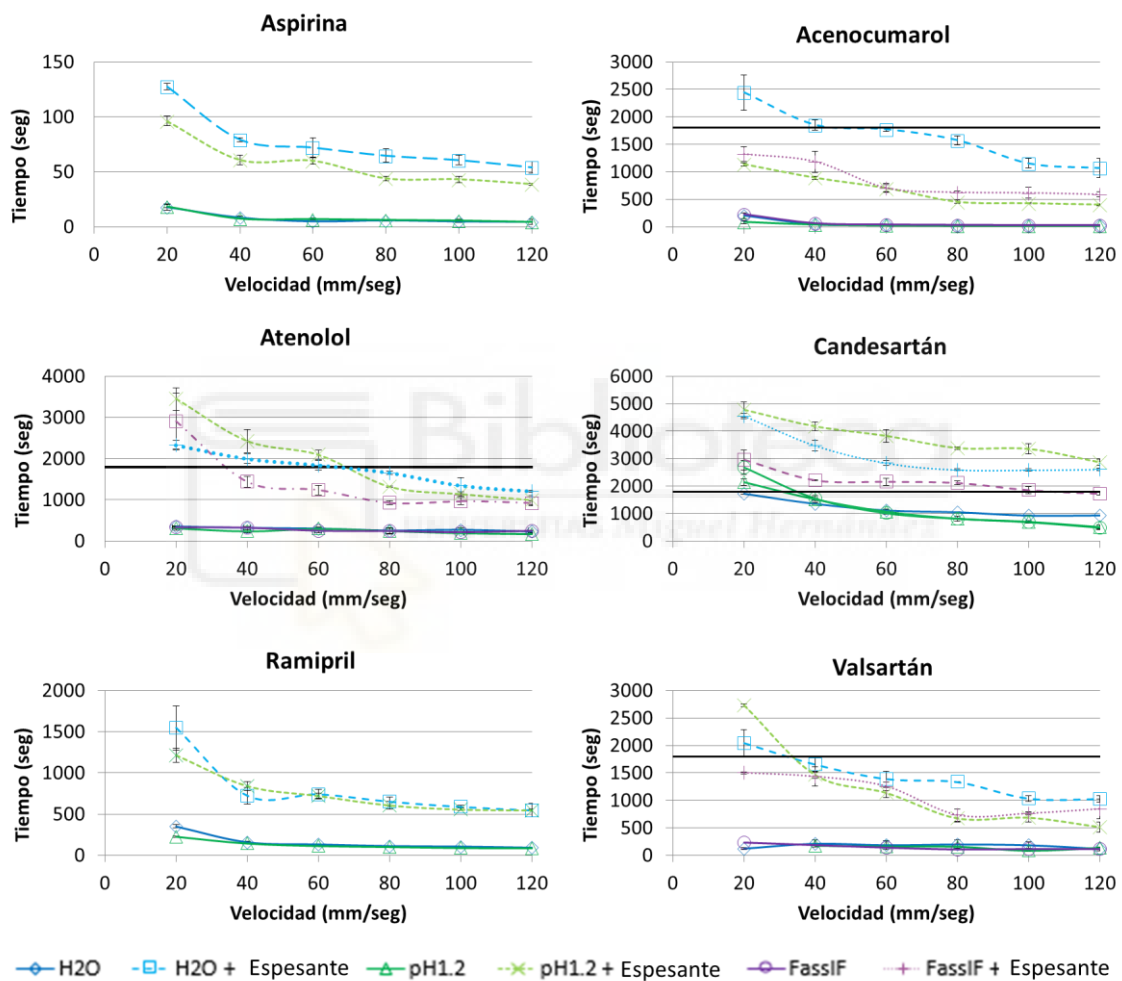 Aspirina
150
100
50
0
Tiempo (seg)
0 20 40 60 80 100 120
Velocidad (mm/seg)
Acenocumarol
3000
2500
2000
1500
1000
500
0
Tiempo (seg)
0 20 40 60 80 100 120
Velocidad (mm/seg)
Atenolol
4000
3000
2000
1000
0
Tiempo (seg)
0 20 40 60 80 100 120
Velocidad (mm/seg)
Candesartán
6000
5000
4000
3000
2000
1000
0
Tiempo (seg)
0 20 40 60 80 100 120
Velocidad (mm/seg)
Biblioteca
UNIVERSITAS Miguel Hernández
Ramipril
2000
1500
1000
500
0
Tiempo (seg)
0 20 40 60 80 100 120
Velocidad (mm/seg)
Valsartán
3000
2500
2000
1500
1000
500
0
Tiempo (seg)
0 20 40 60 80 100 120
Velocidad (mm/seg)
H2O H2O + Espesante pH1.2 pH1.2 + Espesante FassIF FassIF + Espesante